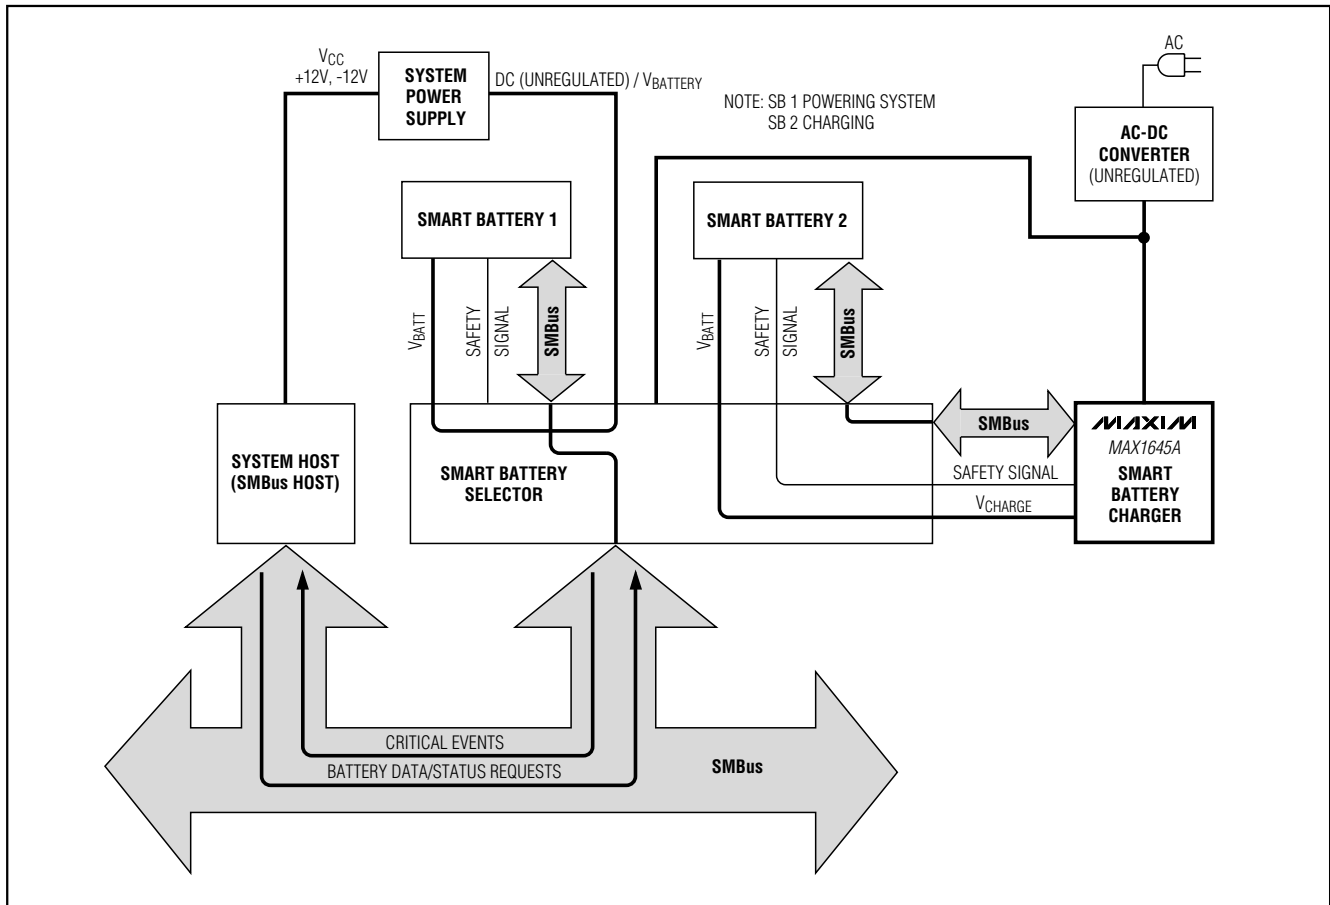 VCC
+12V, -12V
SYSTEM
POWER
SUPPLY
DC (UNREGULATED) / VBATTERY
AC
NOTE: SB 1 POWERING SYSTEM
SB 2 CHARGING
AC-DC
CONVERTER
(UNREGULATED)
SMART BATTERY 1
SMART BATTERY 2
VBATT
SAFETY
SIGNAL
SMBus
VBATT
SAFETY
SIGNAL
SMBus
SYSTEM HOST
(SMBus HOST)
SMART BATTERY
SELECTOR
SMBus
SAFETY SIGNAL
VCHARGE
MAXIM
MAX1645A
SMART
BATTERY
CHARGER
CRITICAL EVENTS
BATTERY DATA/STATUS REQUESTS
SMBus